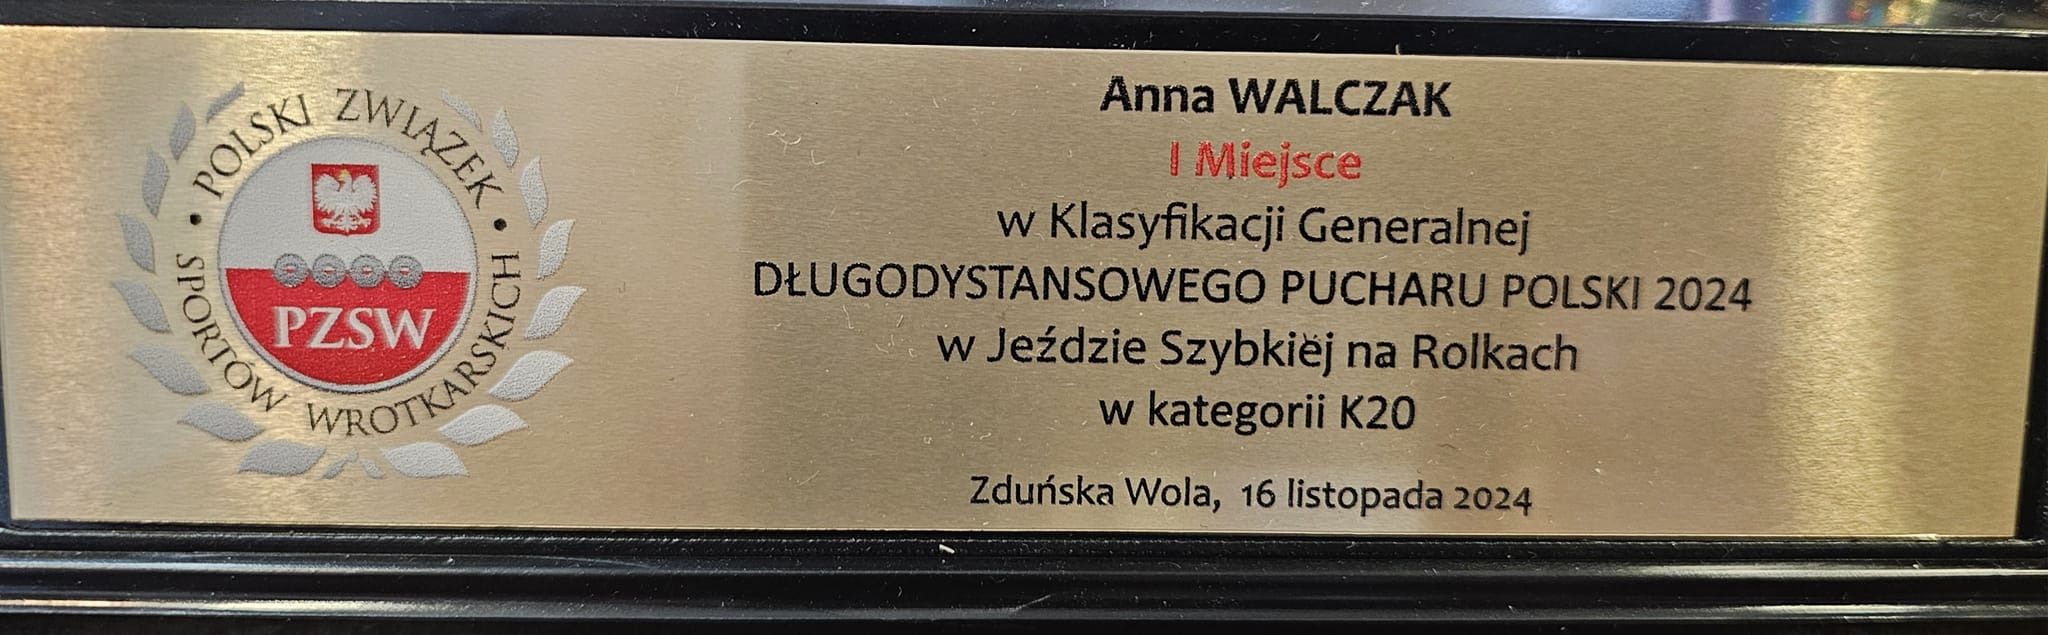 POLSKI ZWIĄZEK
SPORTÓW WROTKARSKICH
PZSW
Anna WALCZAK
I Miejsce
w Klasyfikacji Generalnej
DŁUGODYSTANSOWEGO PUCHARU POLSKI 2024
w Jeździe Szybkiej na Rolkach
w kategorii K20
Zduńska Wola, 16 listopada 2024